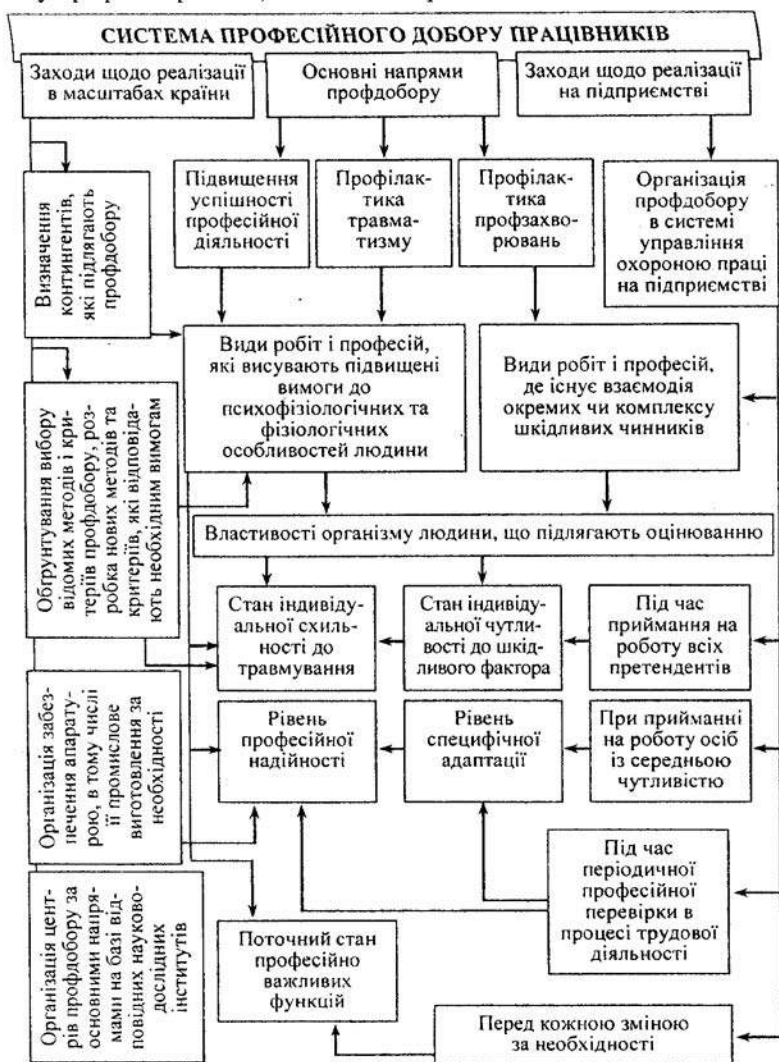 СИСТЕМА ПРОФЕСІЙНОГО ДОБОРУ ПРАЦІВНИКІВ
Заходи щодо реалізації
в масштабах країни
Основні напрями
профдобору
Заходи щодо реалізації
на підприємстві
Визначення
контингентів,
які підлягають
профдобору
Підвищення
успішності
професійної
діяльності
Профілак-
тика
травма-
тизму
Профілак-
тика
профзахво-
рювань
Організація
профдобору
в системі
управління
охороною праці
на підприємстві
Види робіт і професій,
які висувають підвищені
вимоги до
психофізіологічних та
фізіологічних
особливостей людини
Види робіт і професій,
де існує взаємодія
окремих чи комплексу
шкідливих чинників
Обґрунтування вибору
відомих методів і кри-
теріїв профдобору, роз-
робка нових методів та
критеріїв, які відповіда-
ють необхідним вимогам
Властивості організму людини, що підлягають оцінюванню
Стан індивіду-
альної схиль-
ності до
травмування
Стан індивіду-
альної чутли-
вості до шкід-
ливого фактора
Під час
приймання на
роботу всіх
претендентів
Організація забез-
печення апарату-
рою, в тому числі
її промислове
виготовлення за
необхідності
Рівень
професійної
надійності
Рівень
специфічної
адаптації
При прийманні
на роботу осіб
із середньою
чутливістю
Організація цент-
рів профдобору за
основними напря-
мами на базі від-
повідних науково-
дослідних
інститутів
Поточний стан
професійно
важливих
функцій
Під час
періодичної
професійної
перевірки в
процесі трудової
діяльності
Перед кожною зміною
за необхідності